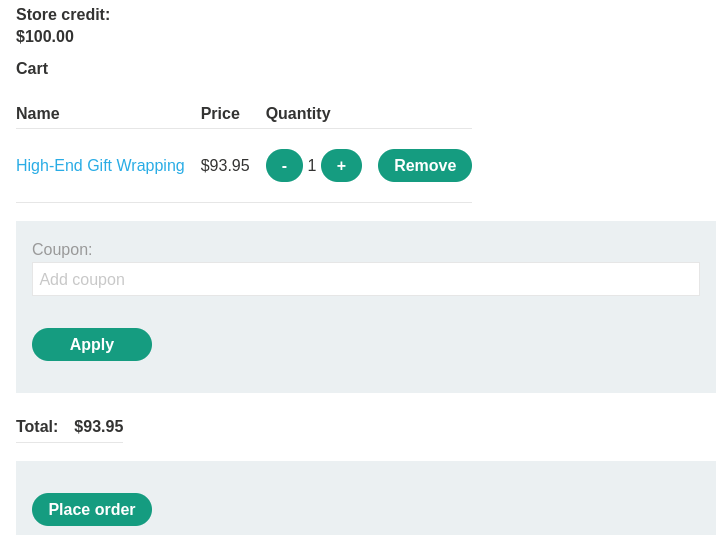 Store credit:
$100.00
Cart
Name Price Quantity
High-End Gift Wrapping $93.95 - 1 + Remove
Coupon:
Add coupon
Apply
Total: $93.95
Place order